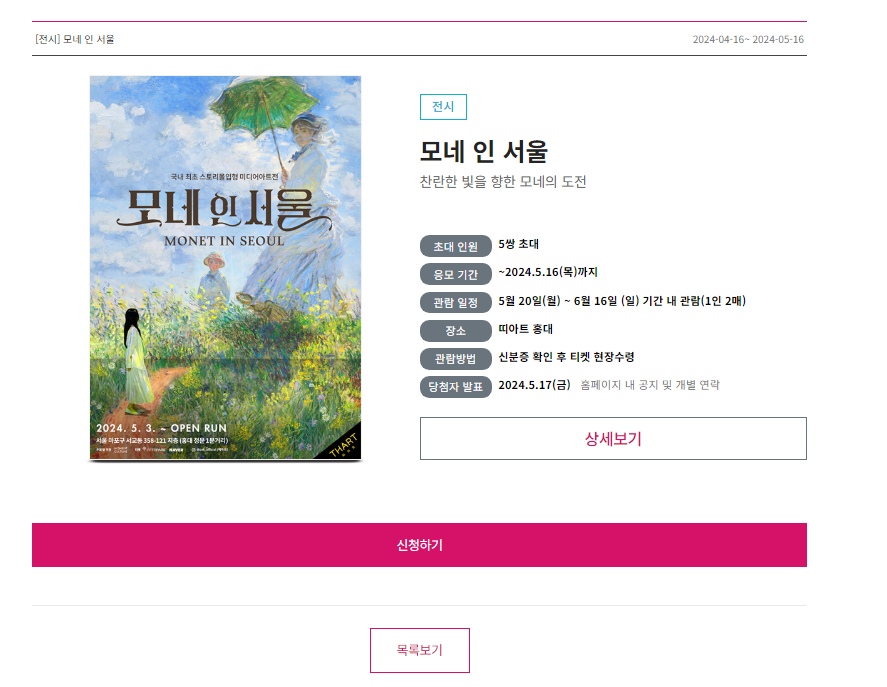 [전시] 모네 인 서울
2024-04-16~ 2024-05-16
국내 최초 스토리몰입형 미디어아트전
모네 인 서울
MONET IN SEOUL
2024. 5. 3. ~ OPEN RUN
서울 마포구 서교동 358-121 지층 (홍대 정문 1분거리)
NAVER
THART
전시
모네 인 서울
찬란한 빛을 향한 모네의 도전
초대 인원 5쌍 초대
응모 기간 ~2024.5.16(목)까지
관람 일정 5월 20일(월) ~ 6월 16일 (일) 기간 내 관람(1인 2매)
장소 띠아트 홍대
관람방법 신분증 확인 후 티켓 현장수령
당첨자 발표 2024.5.17(금) 홈페이지 내 공지 및 개별 연락
상세보기
신청하기
목록보기